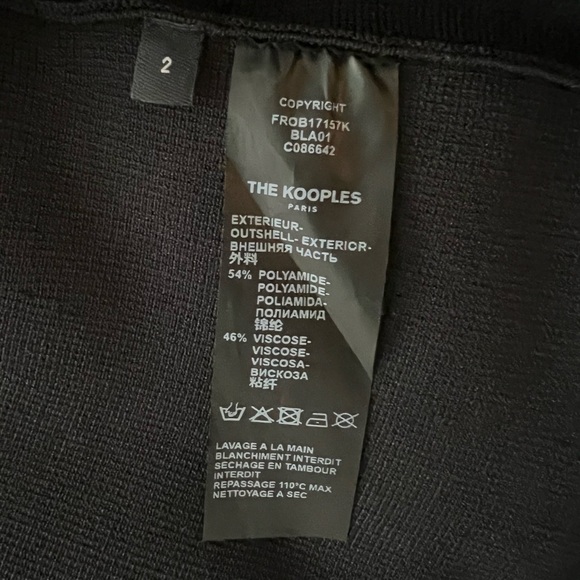 2
COPYRIGHT
FROB17157K
BLA01
C086642
THE KOOPLES
PARIS
EXTERIEUR-
OUTSHELL- EXTERIOR-
ВНЕШНЯЯ ЧАСТЬ
外料
54% POLYAMIDE-
POLYAMIDE-
POLIAMIDA-
ПОЛИАМИД
锦纶
46% VISCOSE-
VISCOSE-
VISCOSA-
ВИСКОЗА
粘纤
LAVAGE A LA MAIN
BLANCHIMENT INTERDIT
SECHAGE EN TAMBOUR
INTERDIT
REPASSAGE 110°C MAX
NETTOYAGE A SEC